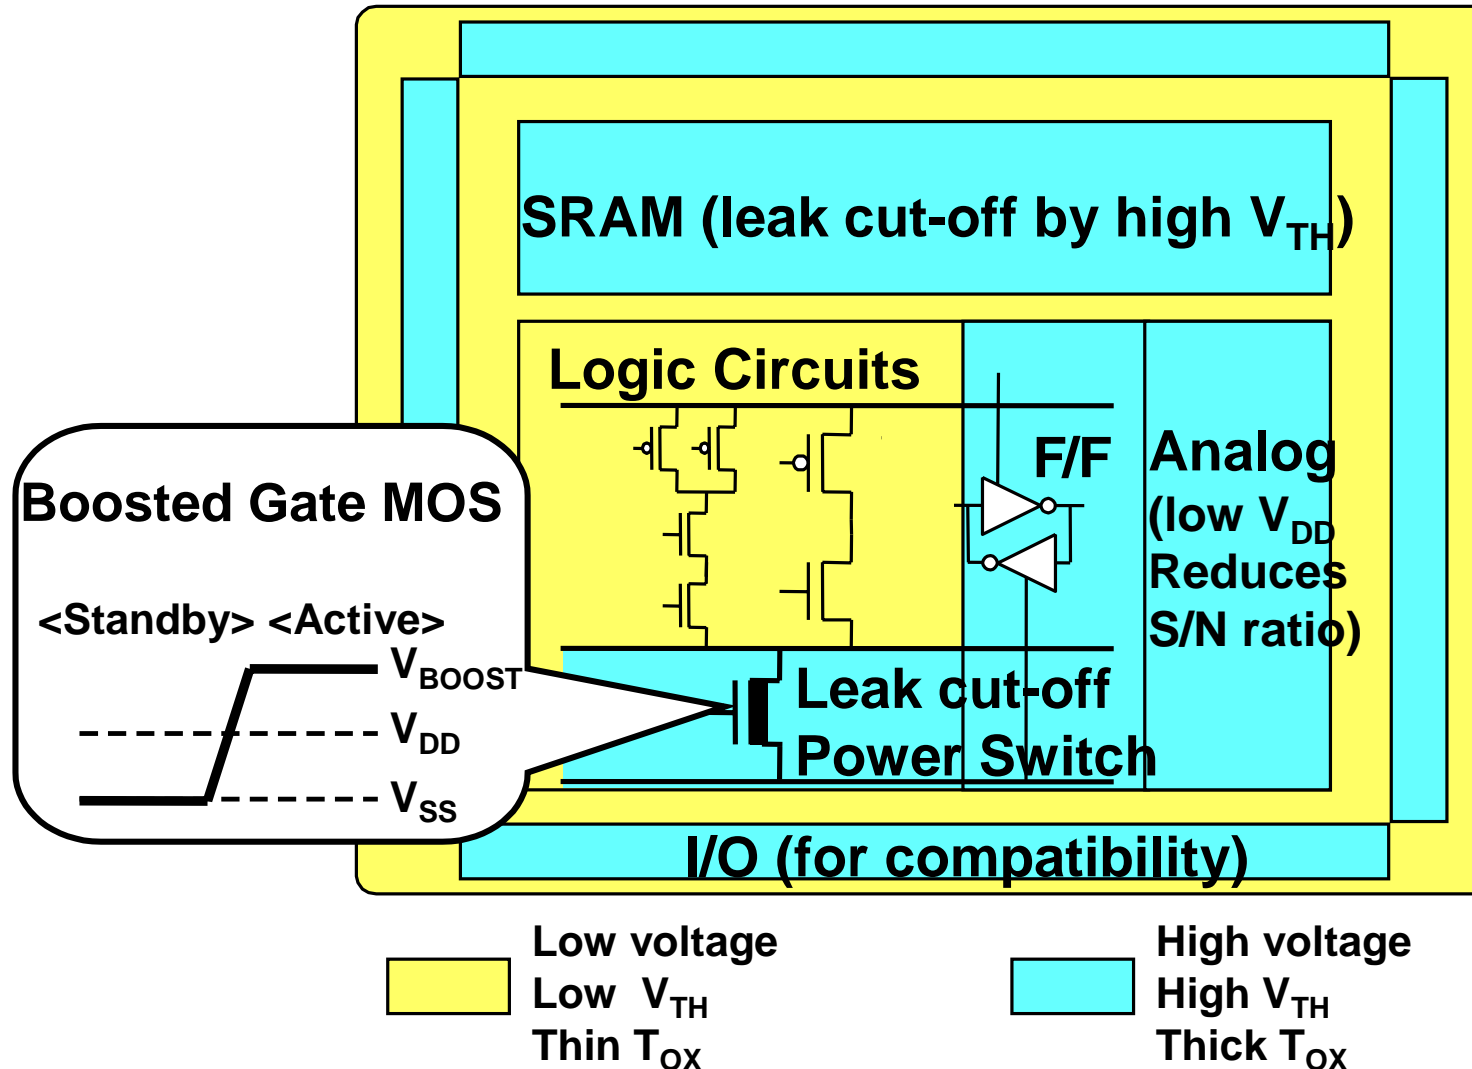 SRAM (leak cut-off by high VTH)
Logic Circuits
F/F
Analog
(low VDD
Reduces
S/N ratio)
Boosted Gate MOS
<Standby> <Active>
VBOOST
VDD
VSS
Leak cut-off
Power Switch
I/O (for compatibility)
Low voltage
Low VTH
Thin TOX
High voltage
High VTH
Thick TOX